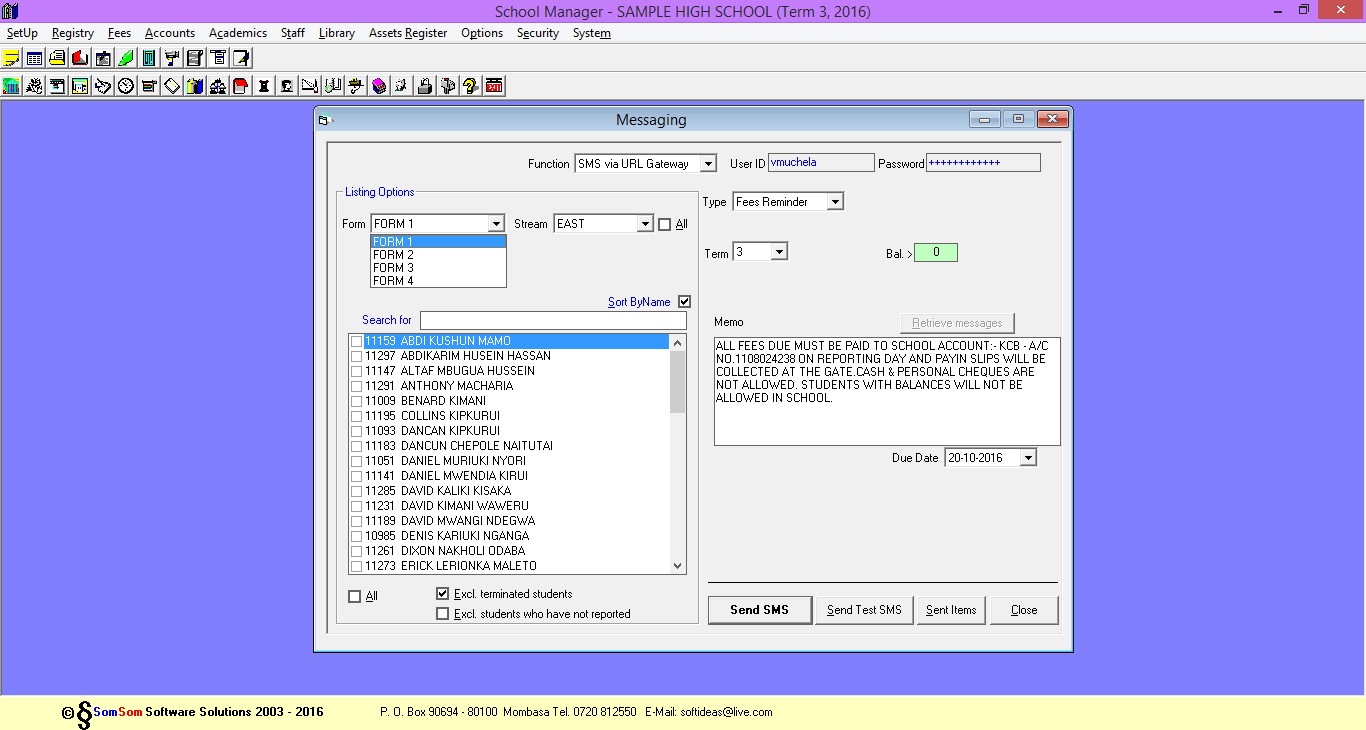 School Manager - SAMPLE HIGH SCHOOL (Term 3, 2016)
SetUp Registry Fees Accounts Academics Staff Library Assets Register Options Security System
EXIT
Messaging
Function SMS via URL Gateway User ID vmuchela Password ++++++++++++
Listing Options
Type Fees Reminder
Form FORM 1 Stream EAST All
FORM 1
FORM 2
FORM 3
FORM 4
Term 3 Bal. > 0
Sort ByName
Search for
Memo Retrieve messages
11159 ABDI KUSHUN MAMO
11297 ABDIKARIM HUSEIN HASSAN
11147 ALTAF MBUGUA HUSSEIN
11291 ANTHONY MACHARIA
11009 BENARD KIMANI
11195 COLLINS KIPKURUI
11093 DANCAN KIPKURUI
11183 DANCUN CHEPOLE NAITUTAI
11051 DANIEL MURIUKI NYORI
11141 DANIEL MWENDIA KIRUI
11285 DAVID KALIKI KISAKA
11231 DAVID KIMANI WAWERU
11189 DAVID MWANGI NDEGWA
10985 DENIS KARIUKI NGANGA
11261 DIXON NAKHOLI ODABA
11273 ERICK LERIONKA MALETO
ALL FEES DUE MUST BE PAID TO SCHOOL ACCOUNT:- KCB - A/C
NO.1108024238 ON REPORTING DAY AND PAYIN SLIPS WILL BE
COLLECTED AT THE GATE.CASH & PERSONAL CHEQUES ARE
NOT ALLOWED. STUDENTS WITH BALANCES WILL NOT BE
ALLOWED IN SCHOOL.
Due Date 20-10-2016
All
Excl. terminated students
Excl. students who have not reported
Send SMS Send Test SMS Sent Items Close
© § SomSom Software Solutions 2003 - 2016 P. O. Box 90694 - 80100 Mombasa Tel. 0720 812550 E-Mail: softideas@live.com